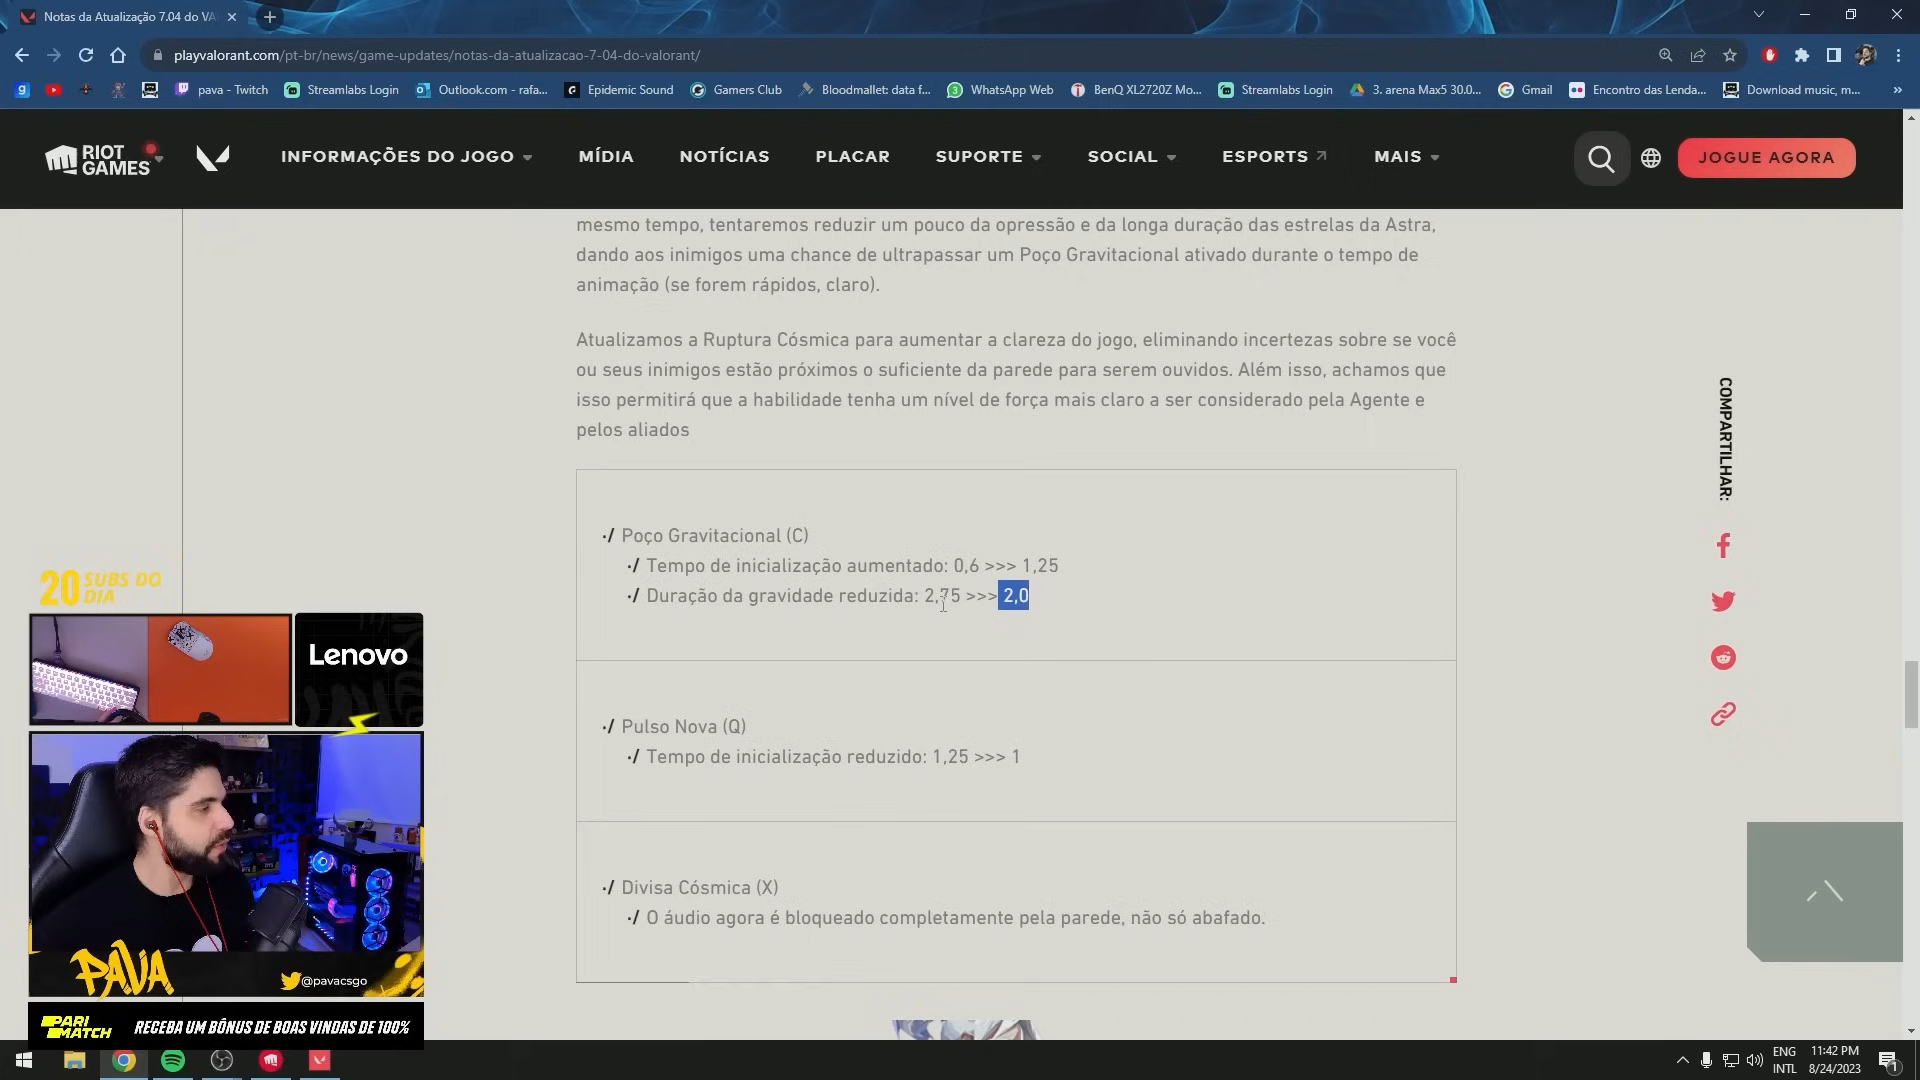 Notas da Atualização 7.04 do VA
playvalorant.com/pt-br/news/game-updates/notas-da-atualizacao-7-04-do-valorant/
pava - Twitch
Streamlabs Login
Outlook.com - rafa...
Epidemic Sound
Gamers Club
Bloodmallet: data f...
WhatsApp Web
BenQ XL2720Z Mo...
Streamlabs Login
3. arena Max5 30.0...
Gmail
Encontro das Lenda...
Download music, m...
RIOT
GAMES
INFORMAÇÕES DO JOGO
MÍDIA
NOTÍCIAS
PLACAR
SUPORTE
SOCIAL
ESPORTS
MAIS
JOGUE AGORA
mesmo tempo, tentaremos reduzir um pouco da opressão e da longa duração das estrelas da Astra,
dando aos inimigos uma chance de ultrapassar um Poço Gravitacional ativado durante o tempo de
animação (se forem rápidos, claro).
Atualizamos a Ruptura Cósmica para aumentar a clareza do jogo, eliminando incertezas sobre se você
ou seus inimigos estão próximos o suficiente da parede para serem ouvidos. Além isso, achamos que
isso permitirá que a habilidade tenha um nível de força mais claro a ser considerado pela Agente e
pelos aliados
Poço Gravitacional (C)
Tempo de inicialização aumentado: 0,6 >>> 1,25
Duração da gravidade reduzida: 2,75 >>> 2,0
Pulso Nova (Q)
Tempo de inicialização reduzido: 1,25 >>> 1
Divisa Cósmica (X)
O áudio agora é bloqueado completamente pela parede, não só abafado.
COMPARTILHAR:
20 SUBS DO
DIA
Lenovo
PAVA
@pavacsgo
PARI
MATCH
RECEBA UM BÔNUS DE BOAS VINDAS DE 100%
ENG
INTL
11:42 PM
8/24/2023
1